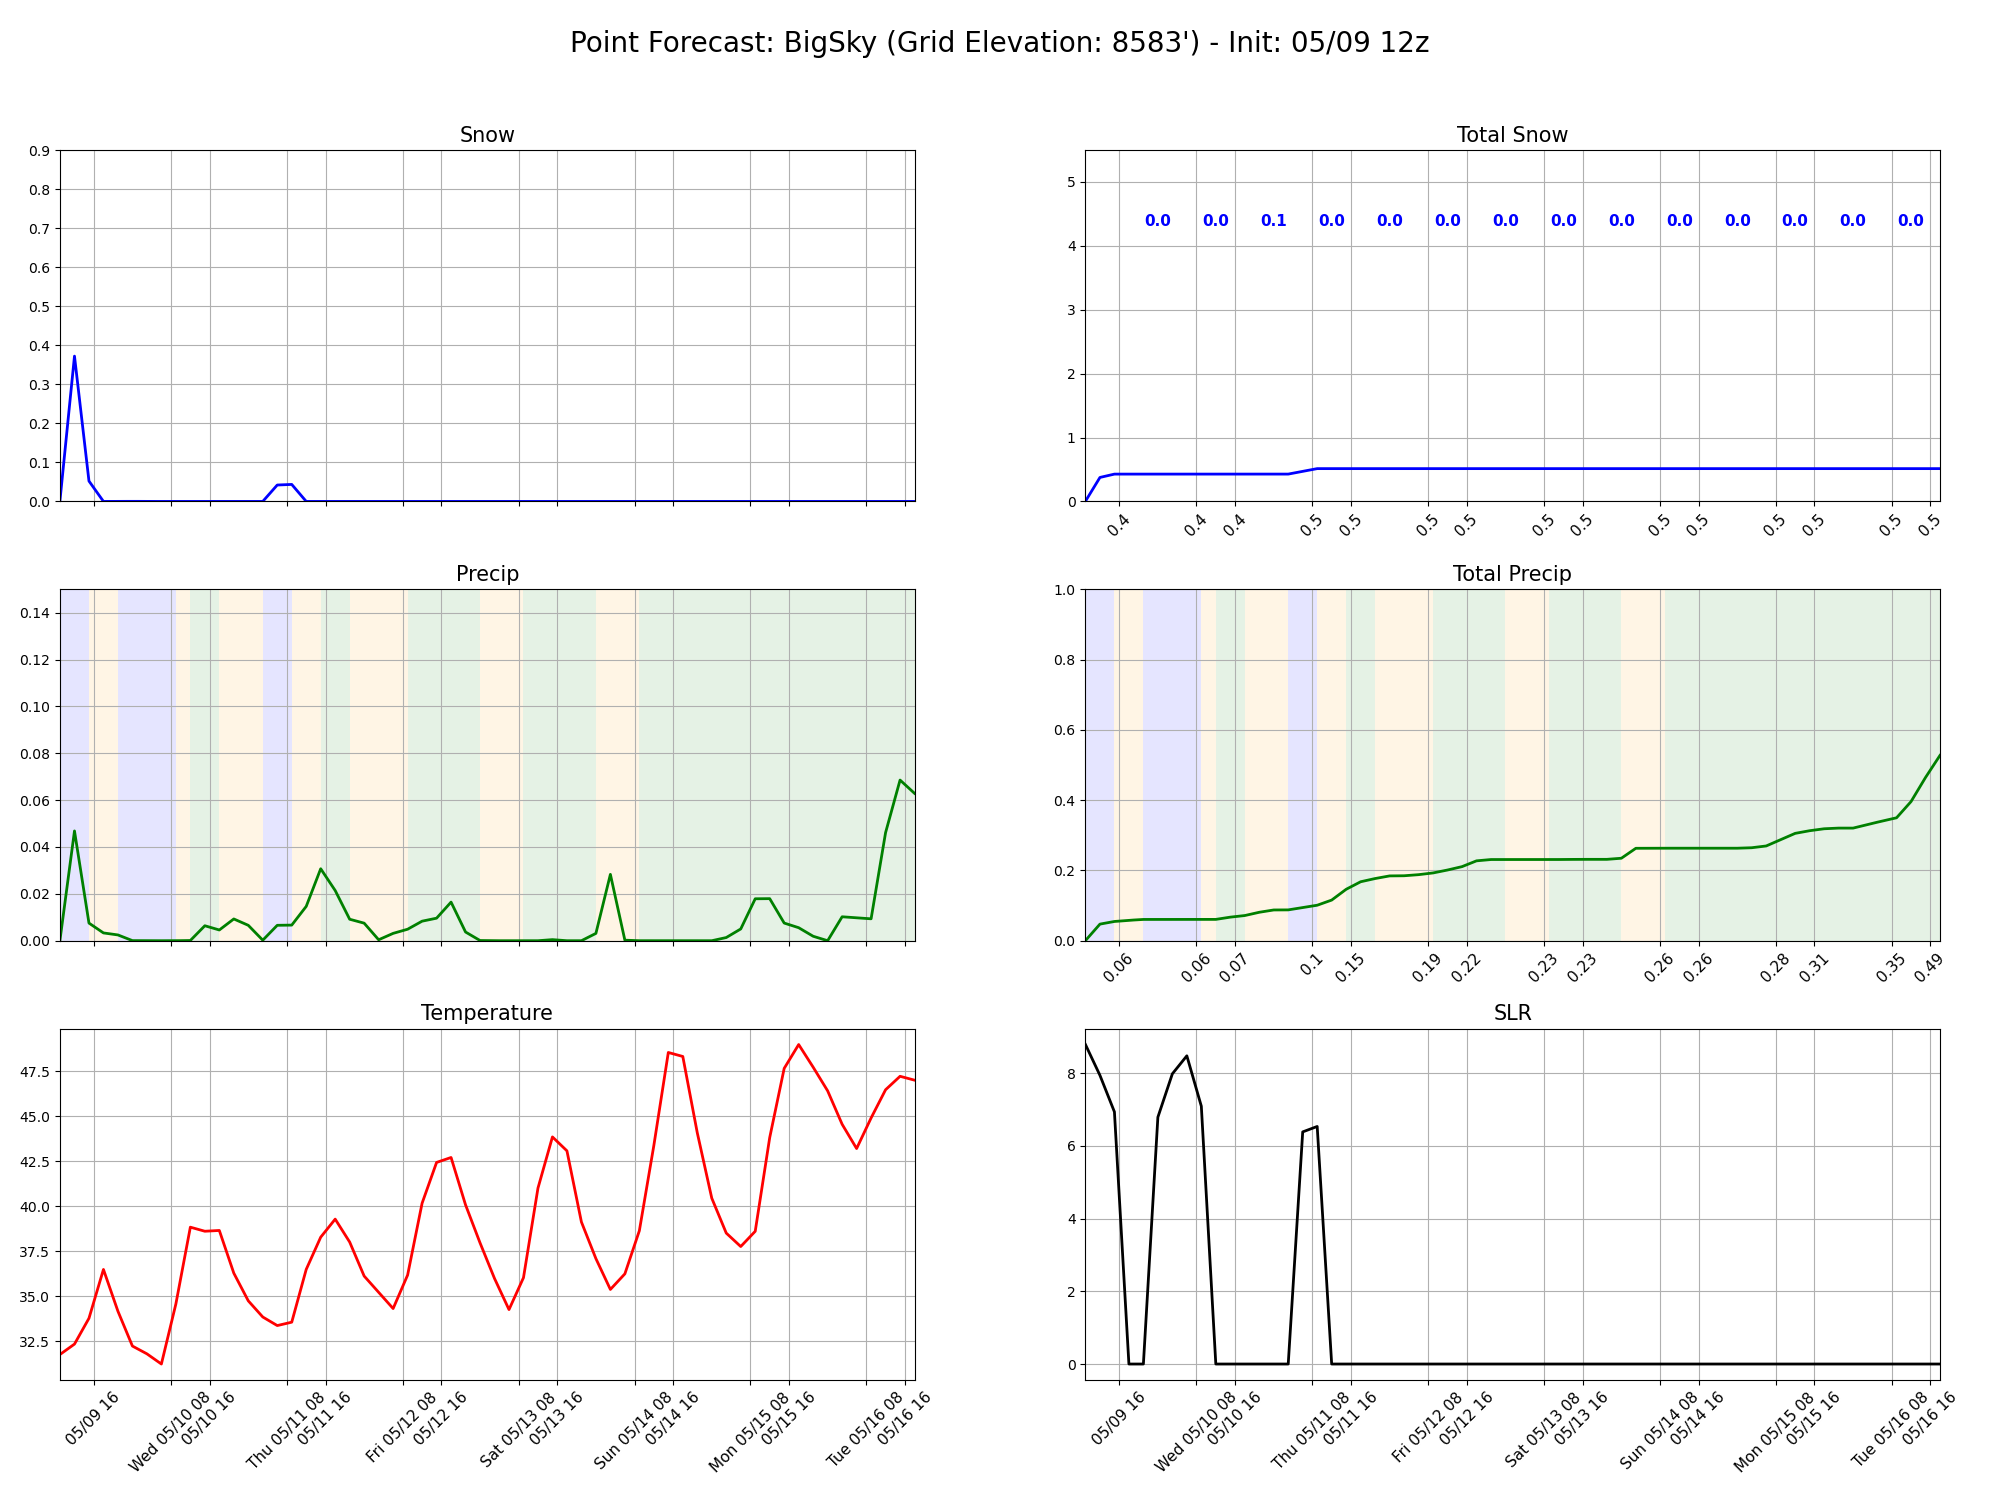 Point Forecast: BigSky (Grid Elevation: 8583') - Init: 05/09 12z
Snow
0.9
0.8
0.7
0.6
0.5
0.4
0.3
0.2
0.1
0.0
Total Snow
5
4
3
2
1
0
0.0 0.0 0.1 0.0 0.0 0.0 0.0 0.0 0.0 0.0 0.0 0.0 0.0 0.0
0.4 0.4 0.4 0.5 0.5 0.5 0.5 0.5 0.5 0.5 0.5 0.5 0.5 0.5 0.5
Precip
0.14
0.12
0.10
0.08
0.06
0.04
0.02
0.00
Total Precip
1.0
0.8
0.6
0.4
0.2
0.0
0.06 0.06 0.07 0.1 0.15 0.19 0.22 0.23 0.23 0.26 0.26 0.28 0.31 0.35 0.49
Temperature
47.5
45.0
42.5
40.0
37.5
35.0
32.5
05/09 16
Wed 05/10 08
05/10 16
Thu 05/11 08
05/11 16
Fri 05/12 08
05/12 16
Sat 05/13 08
05/13 16
Sun 05/14 08
05/14 16
Mon 05/15 08
05/15 16
Tue 05/16 08
05/16 16
SLR
8
6
4
2
0
05/09 16
Wed 05/10 08
05/10 16
Thu 05/11 08
05/11 16
Fri 05/12 08
05/12 16
Sat 05/13 08
05/13 16
Sun 05/14 08
05/14 16
Mon 05/15 08
05/15 16
Tue 05/16 08
05/16 16